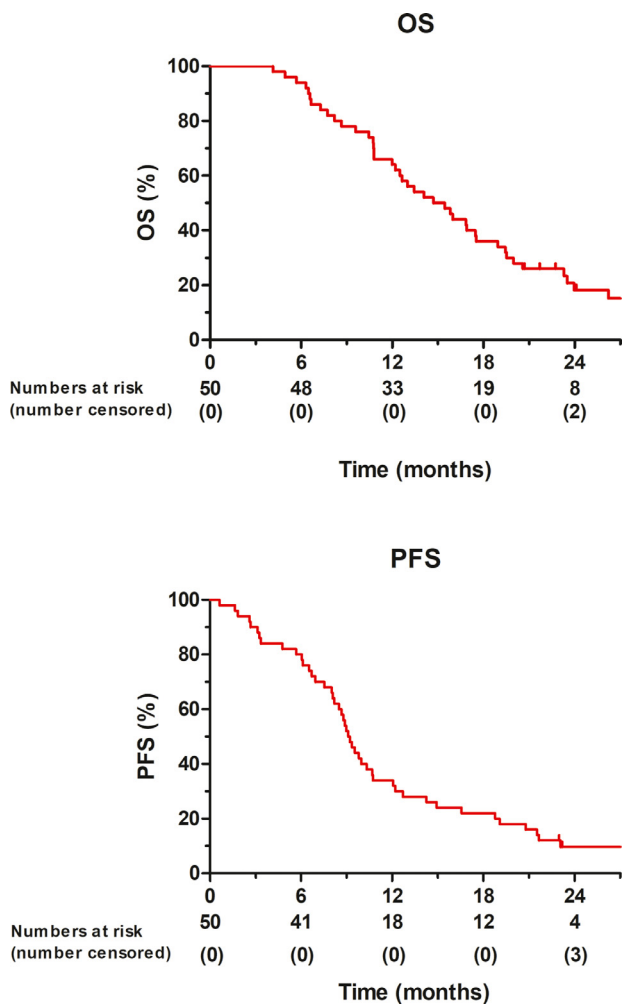 OS
100
80
60
40
20
0
OS (%)
0 6 12 18 24
Numbers at risk 50 48 33 19 8
(number censored) (0) (0) (0) (0) (2)
Time (months)
PFS
100
80
60
40
20
0
PFS (%)
0 6 12 18 24
Numbers at risk 50 41 18 12 4
(number censored) (0) (0) (0) (0) (3)
Time (months)